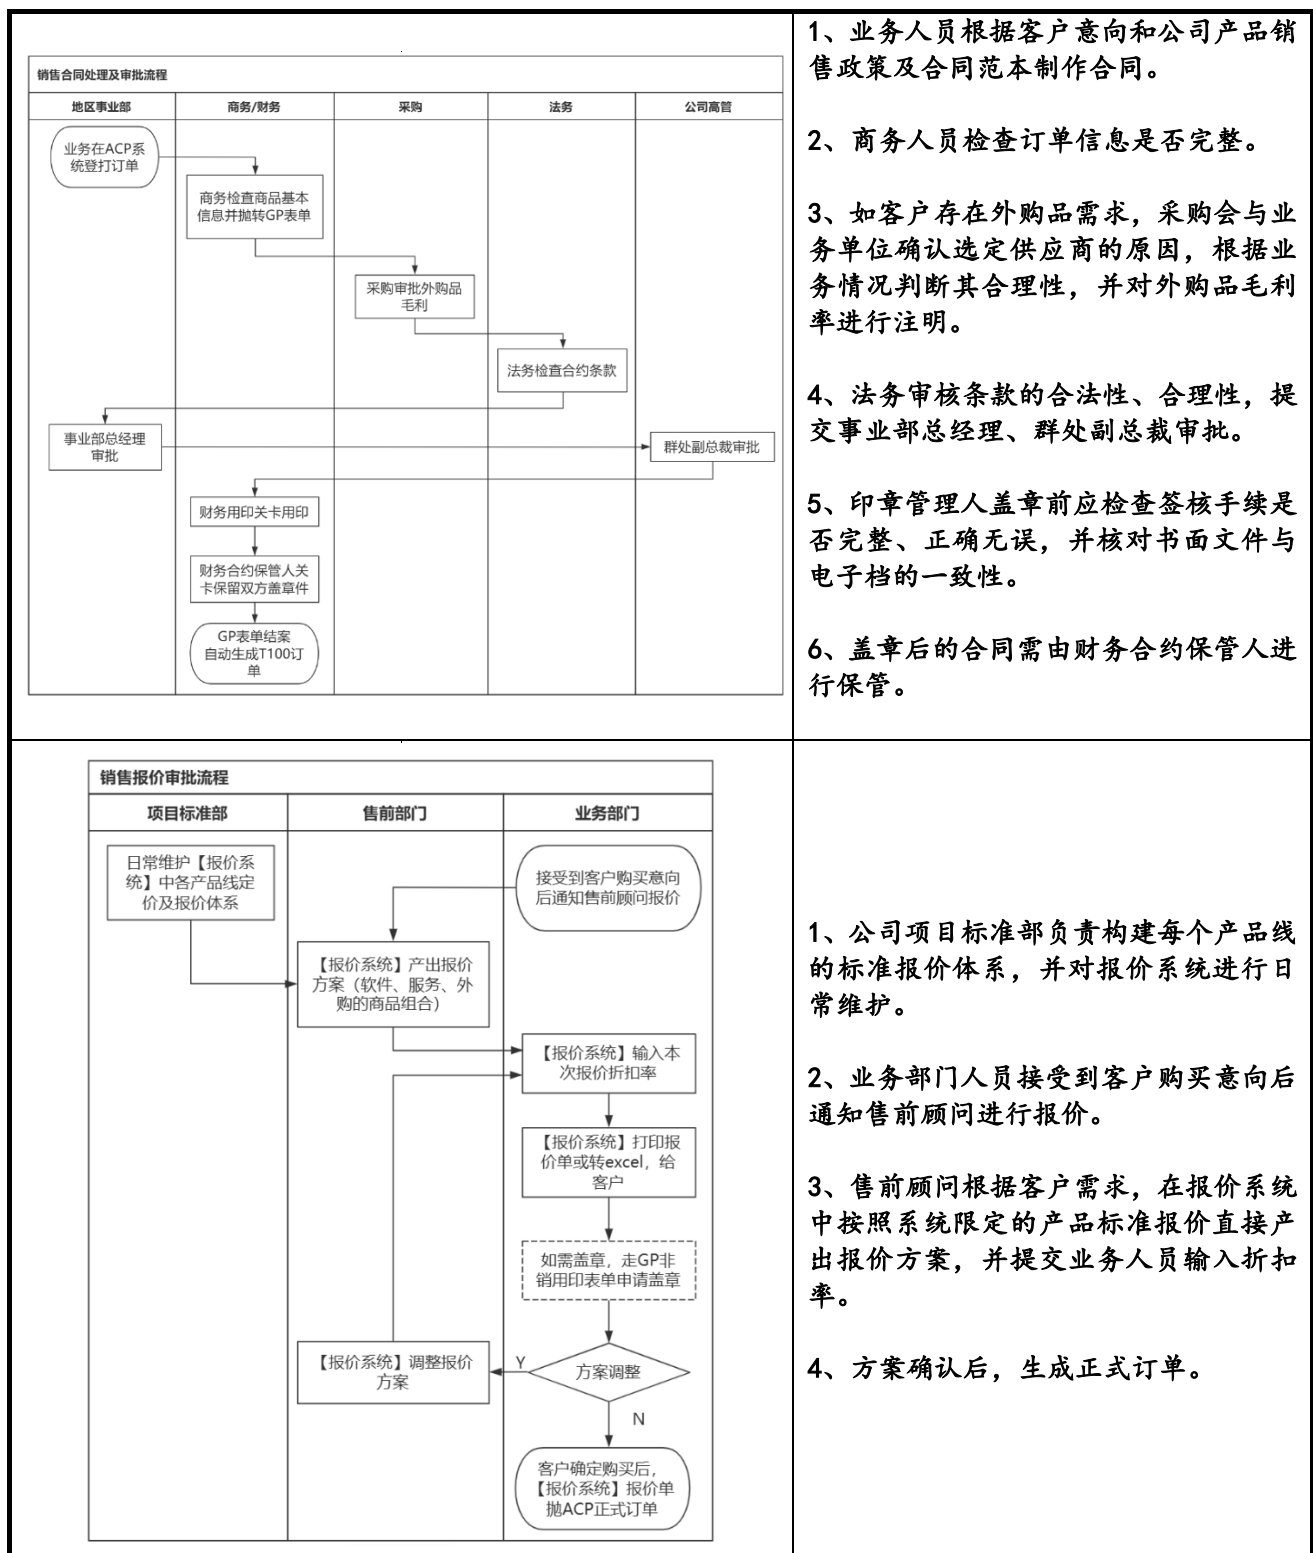 销售合同处理及审批流程
地区事业部
商务/财务
采购
法务
公司高管
业务在ACP系
统登打订单
商务检查商品基本
信息并抛转GP表单
采购审批外购品
毛利
法务检查合约条款
事业部总经理
审批
群处副总裁审批
财务用印关卡用印
财务合约保管人关
卡保留双方盖章件
GP表单结案
自动生成T100订
单
1、业务人员根据客户意向和公司产品销
售政策及合同范本制作合同。
2、商务人员检查订单信息是否完整。
3、如客户存在外购品需求，采购会与业
务单位确认选定供应商的原因，根据业
务情况判断其合理性，并对外购品毛利
率进行注明。
4、法务审核条款的合法性、合理性，提
交事业部总经理、群处副总裁审批。
5、印章管理人盖章前应检查签核手续是
否完整、正确无误，并核对书面文件与
电子档的一致性。
6、盖章后的合同需由财务合约保管人进
行保管。
销售报价审批流程
项目标准部
售前部门
业务部门
日常维护【报价系
统】中各产品线定
价及报价体系
接受到客户购买意向
后通知售前顾问报价
【报价系统】产出报价
方案（软件、服务、外
购的商品组合）
【报价系统】输入本
次报价折扣率
【报价系统】打印报
价单或转excel，给
客户
如需盖章，走GP非
销用印表单申请盖章
方案调整
Y
【报价系统】调整报价
方案
N
客户确定购买后，
【报价系统】报价单
抛ACP正式订单
1、公司项目标准部负责构建每个产品线
的标准报价体系，并对报价系统进行日
常维护。
2、业务部门人员接受到客户购买意向后
通知售前顾问进行报价。
3、售前顾问根据客户需求，在报价系统
中按照系统限定的产品标准报价直接产
出报价方案，并提交业务人员输入折扣
率。
4、方案确认后，生成正式订单。